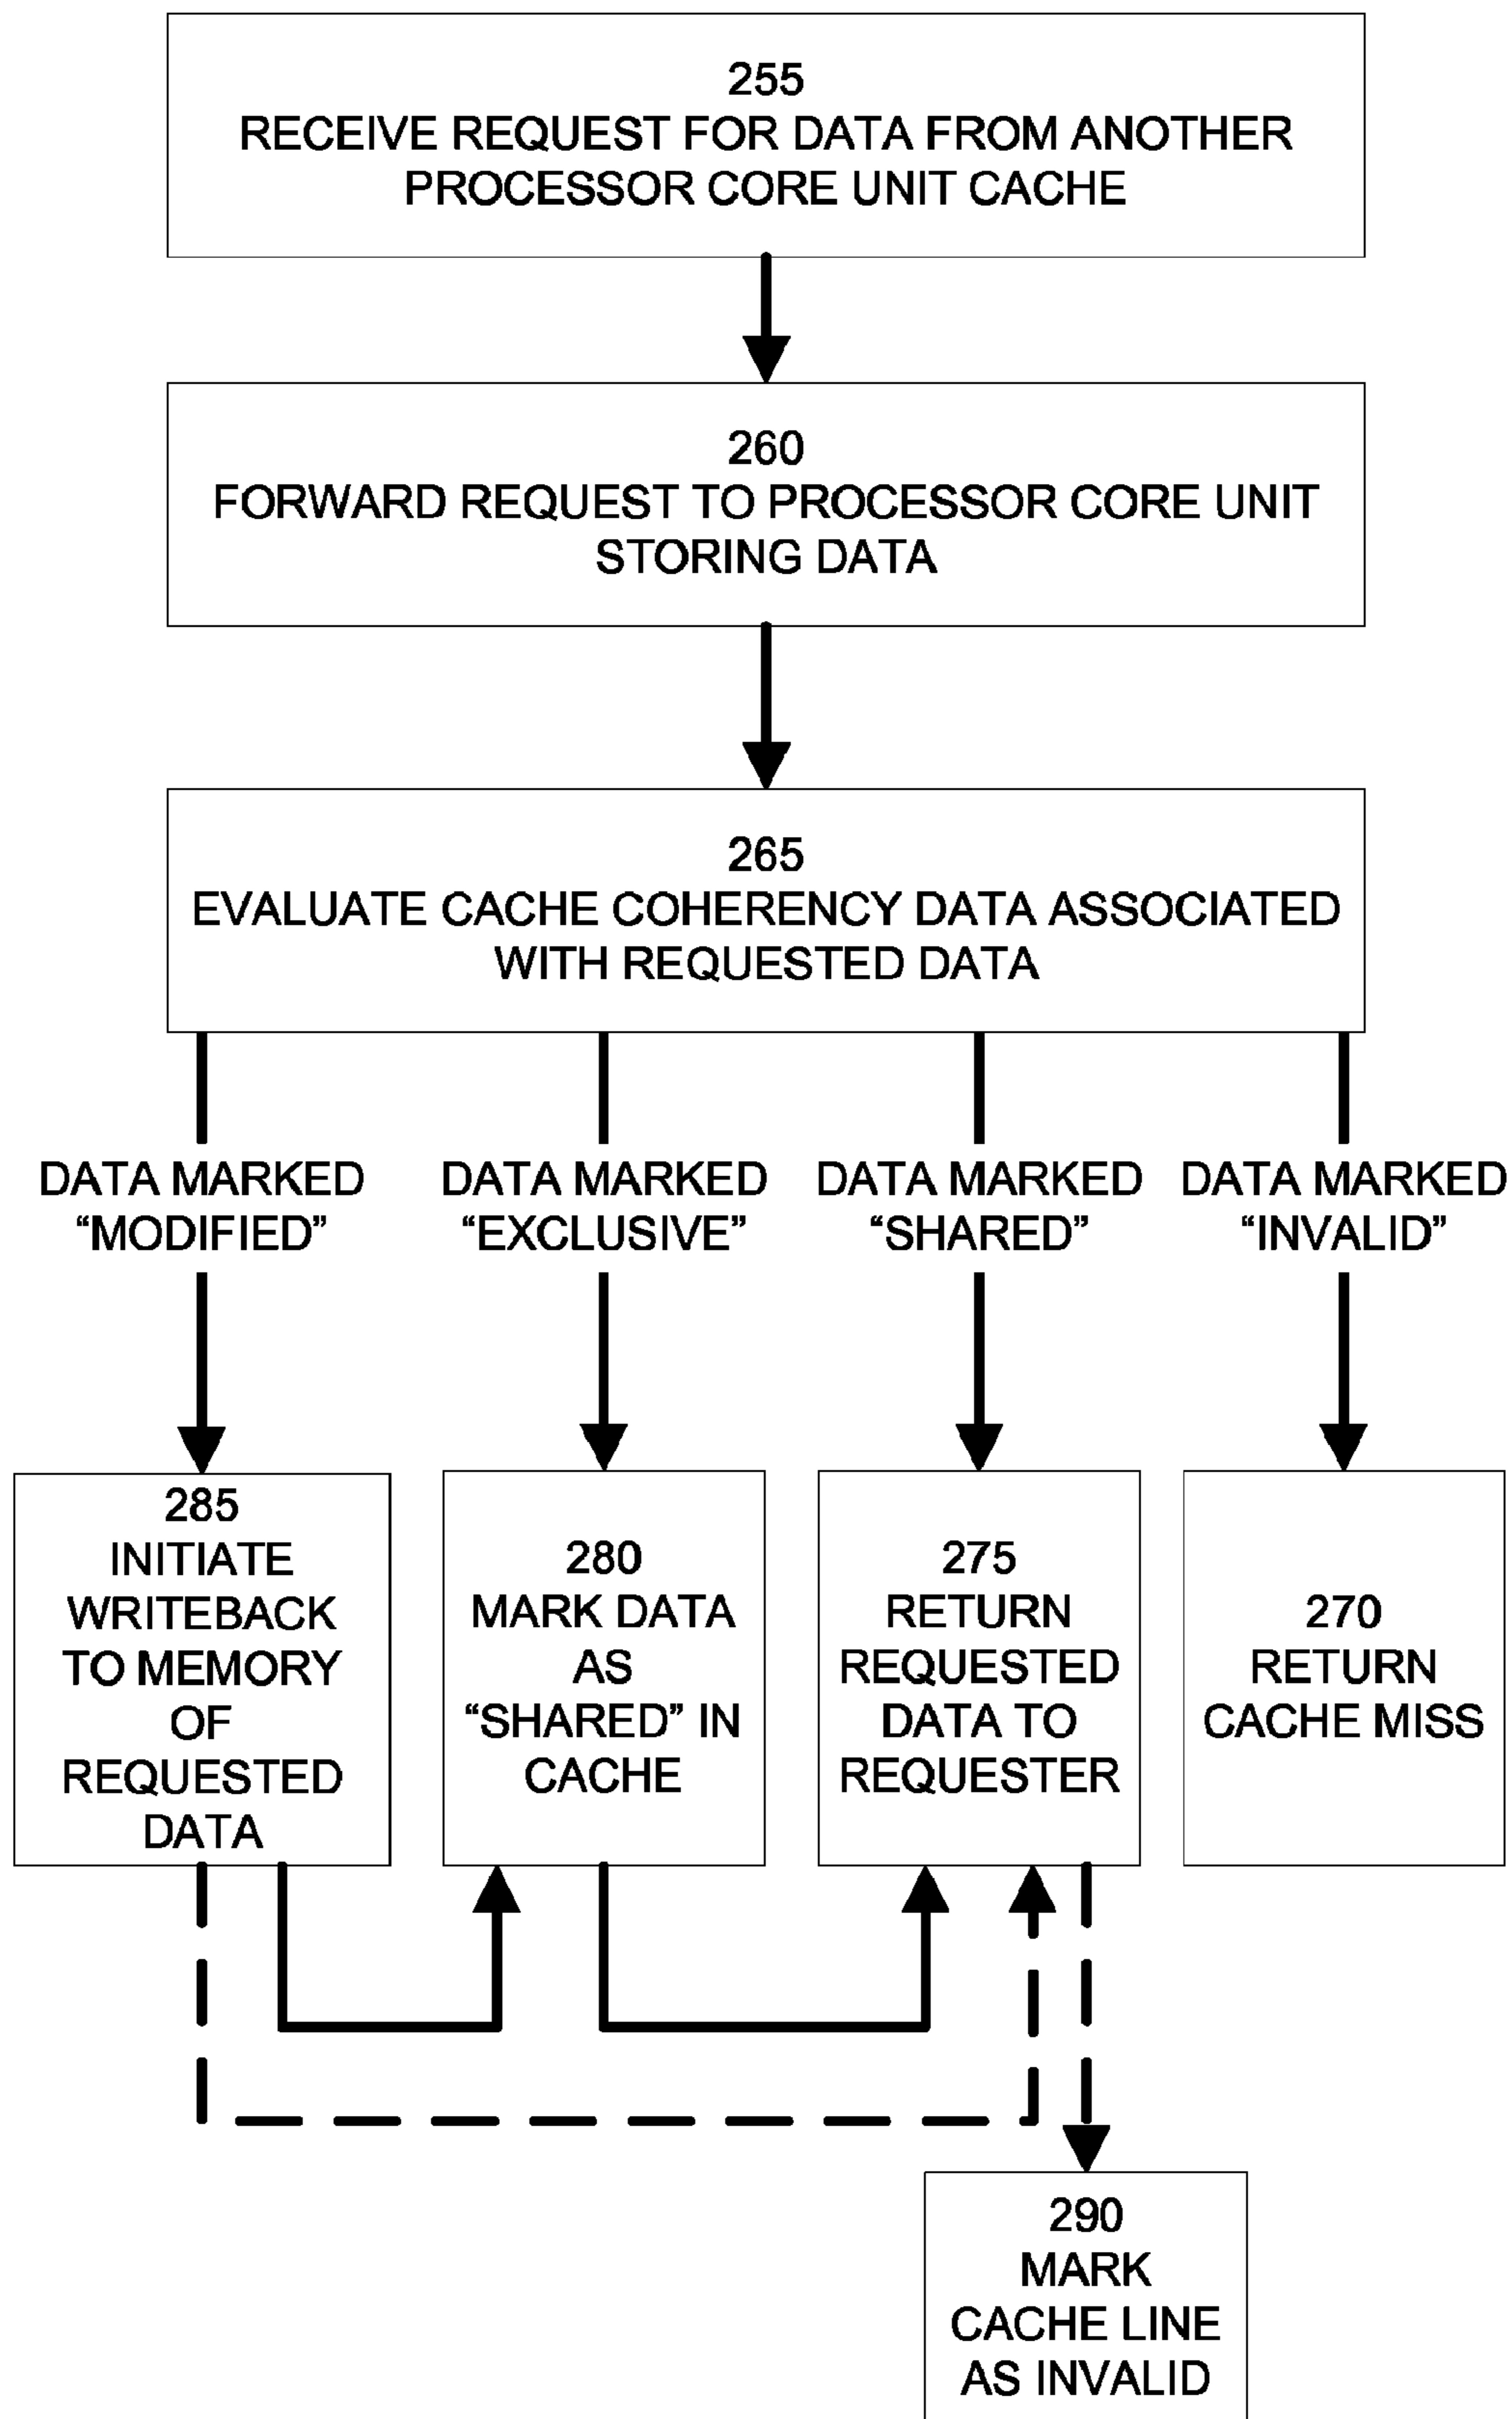 255
RECEIVE REQUEST FOR DATA FROM ANOTHER
PROCESSOR CORE UNIT CACHE
260
FORWARD REQUEST TO PROCESSOR CORE UNIT
STORING DATA
265
EVALUATE CACHE COHERENCY DATA ASSOCIATED
WITH REQUESTED DATA
DATA MARKED
“MODIFIED”
DATA MARKED
“EXCLUSIVE”
DATA MARKED
“SHARED”
DATA MARKED
“INVALID”
285
INITIATE
WRITEBACK
TO MEMORY
OF
REQUESTED
DATA
280
MARK DATA
AS
“SHARED” IN
CACHE
275
RETURN
REQUESTED
DATA TO
REQUESTER
270
RETURN
CACHE MISS
290
MARK
CACHE LINE
AS INVALID